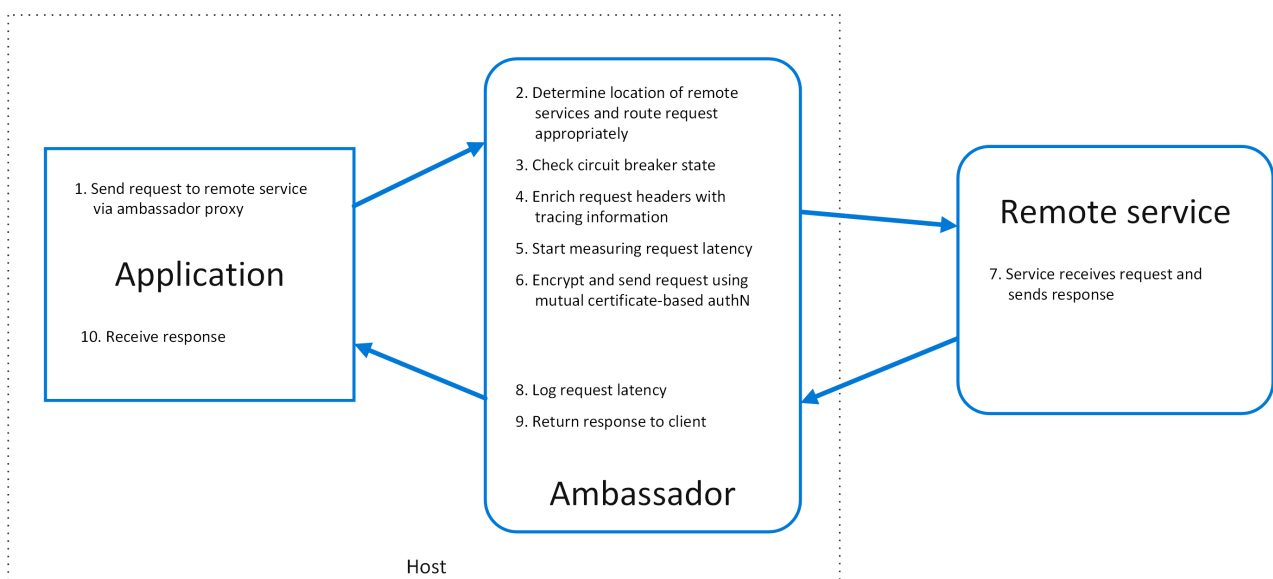 1. Send request to remote service
via ambassador proxy
Application
10. Receive response
2. Determine location of remote
services and route request
appropriately
3. Check circuit breaker state
4. Enrich request headers with
tracing information
5. Start measuring request latency
6. Encrypt and send request using
mutual certificate-based authN
8. Log request latency
9. Return response to client
Ambassador
Remote service
7. Service receives request and
sends response
Host